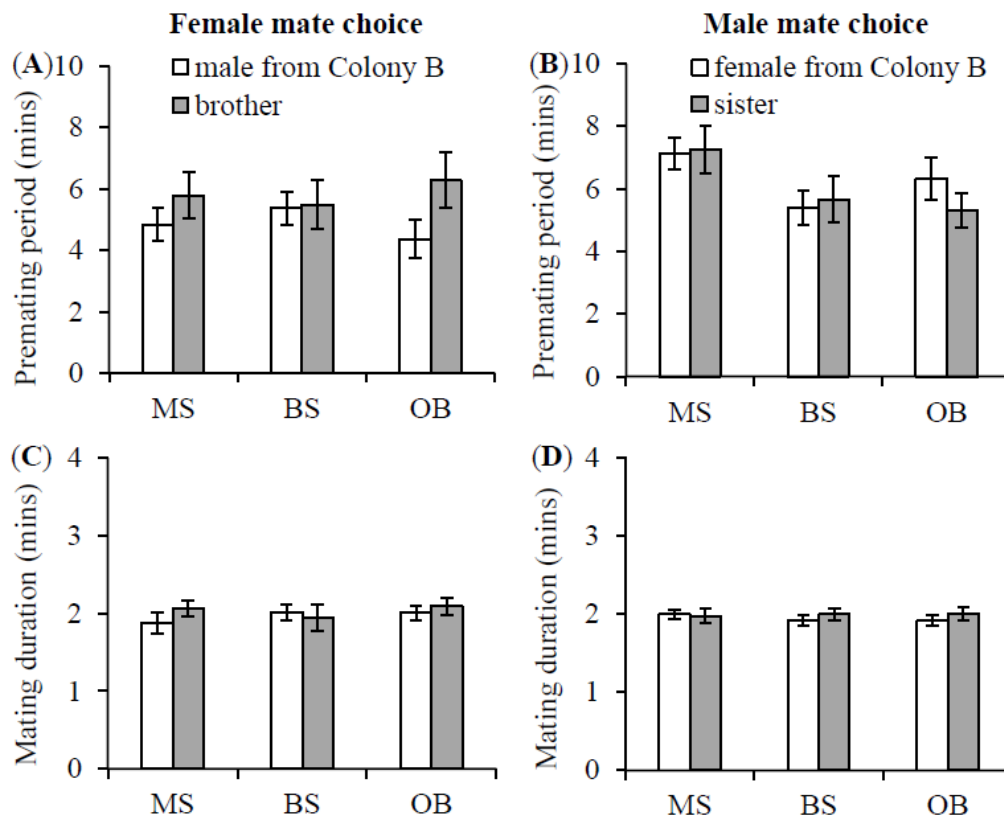 Female mate choice
(A)
male from Colony B
brother
Premating period (mins)
10
8
6
4
2
0
MS BS OB
Male mate choice
(B)
female from Colony B
sister
Premating period (mins)
10
8
6
4
2
0
MS BS OB
(C)
Mating duration (mins)
4
3
2
1
0
MS BS OB
(D)
Mating duration (mins)
4
3
2
1
0
MS BS OB